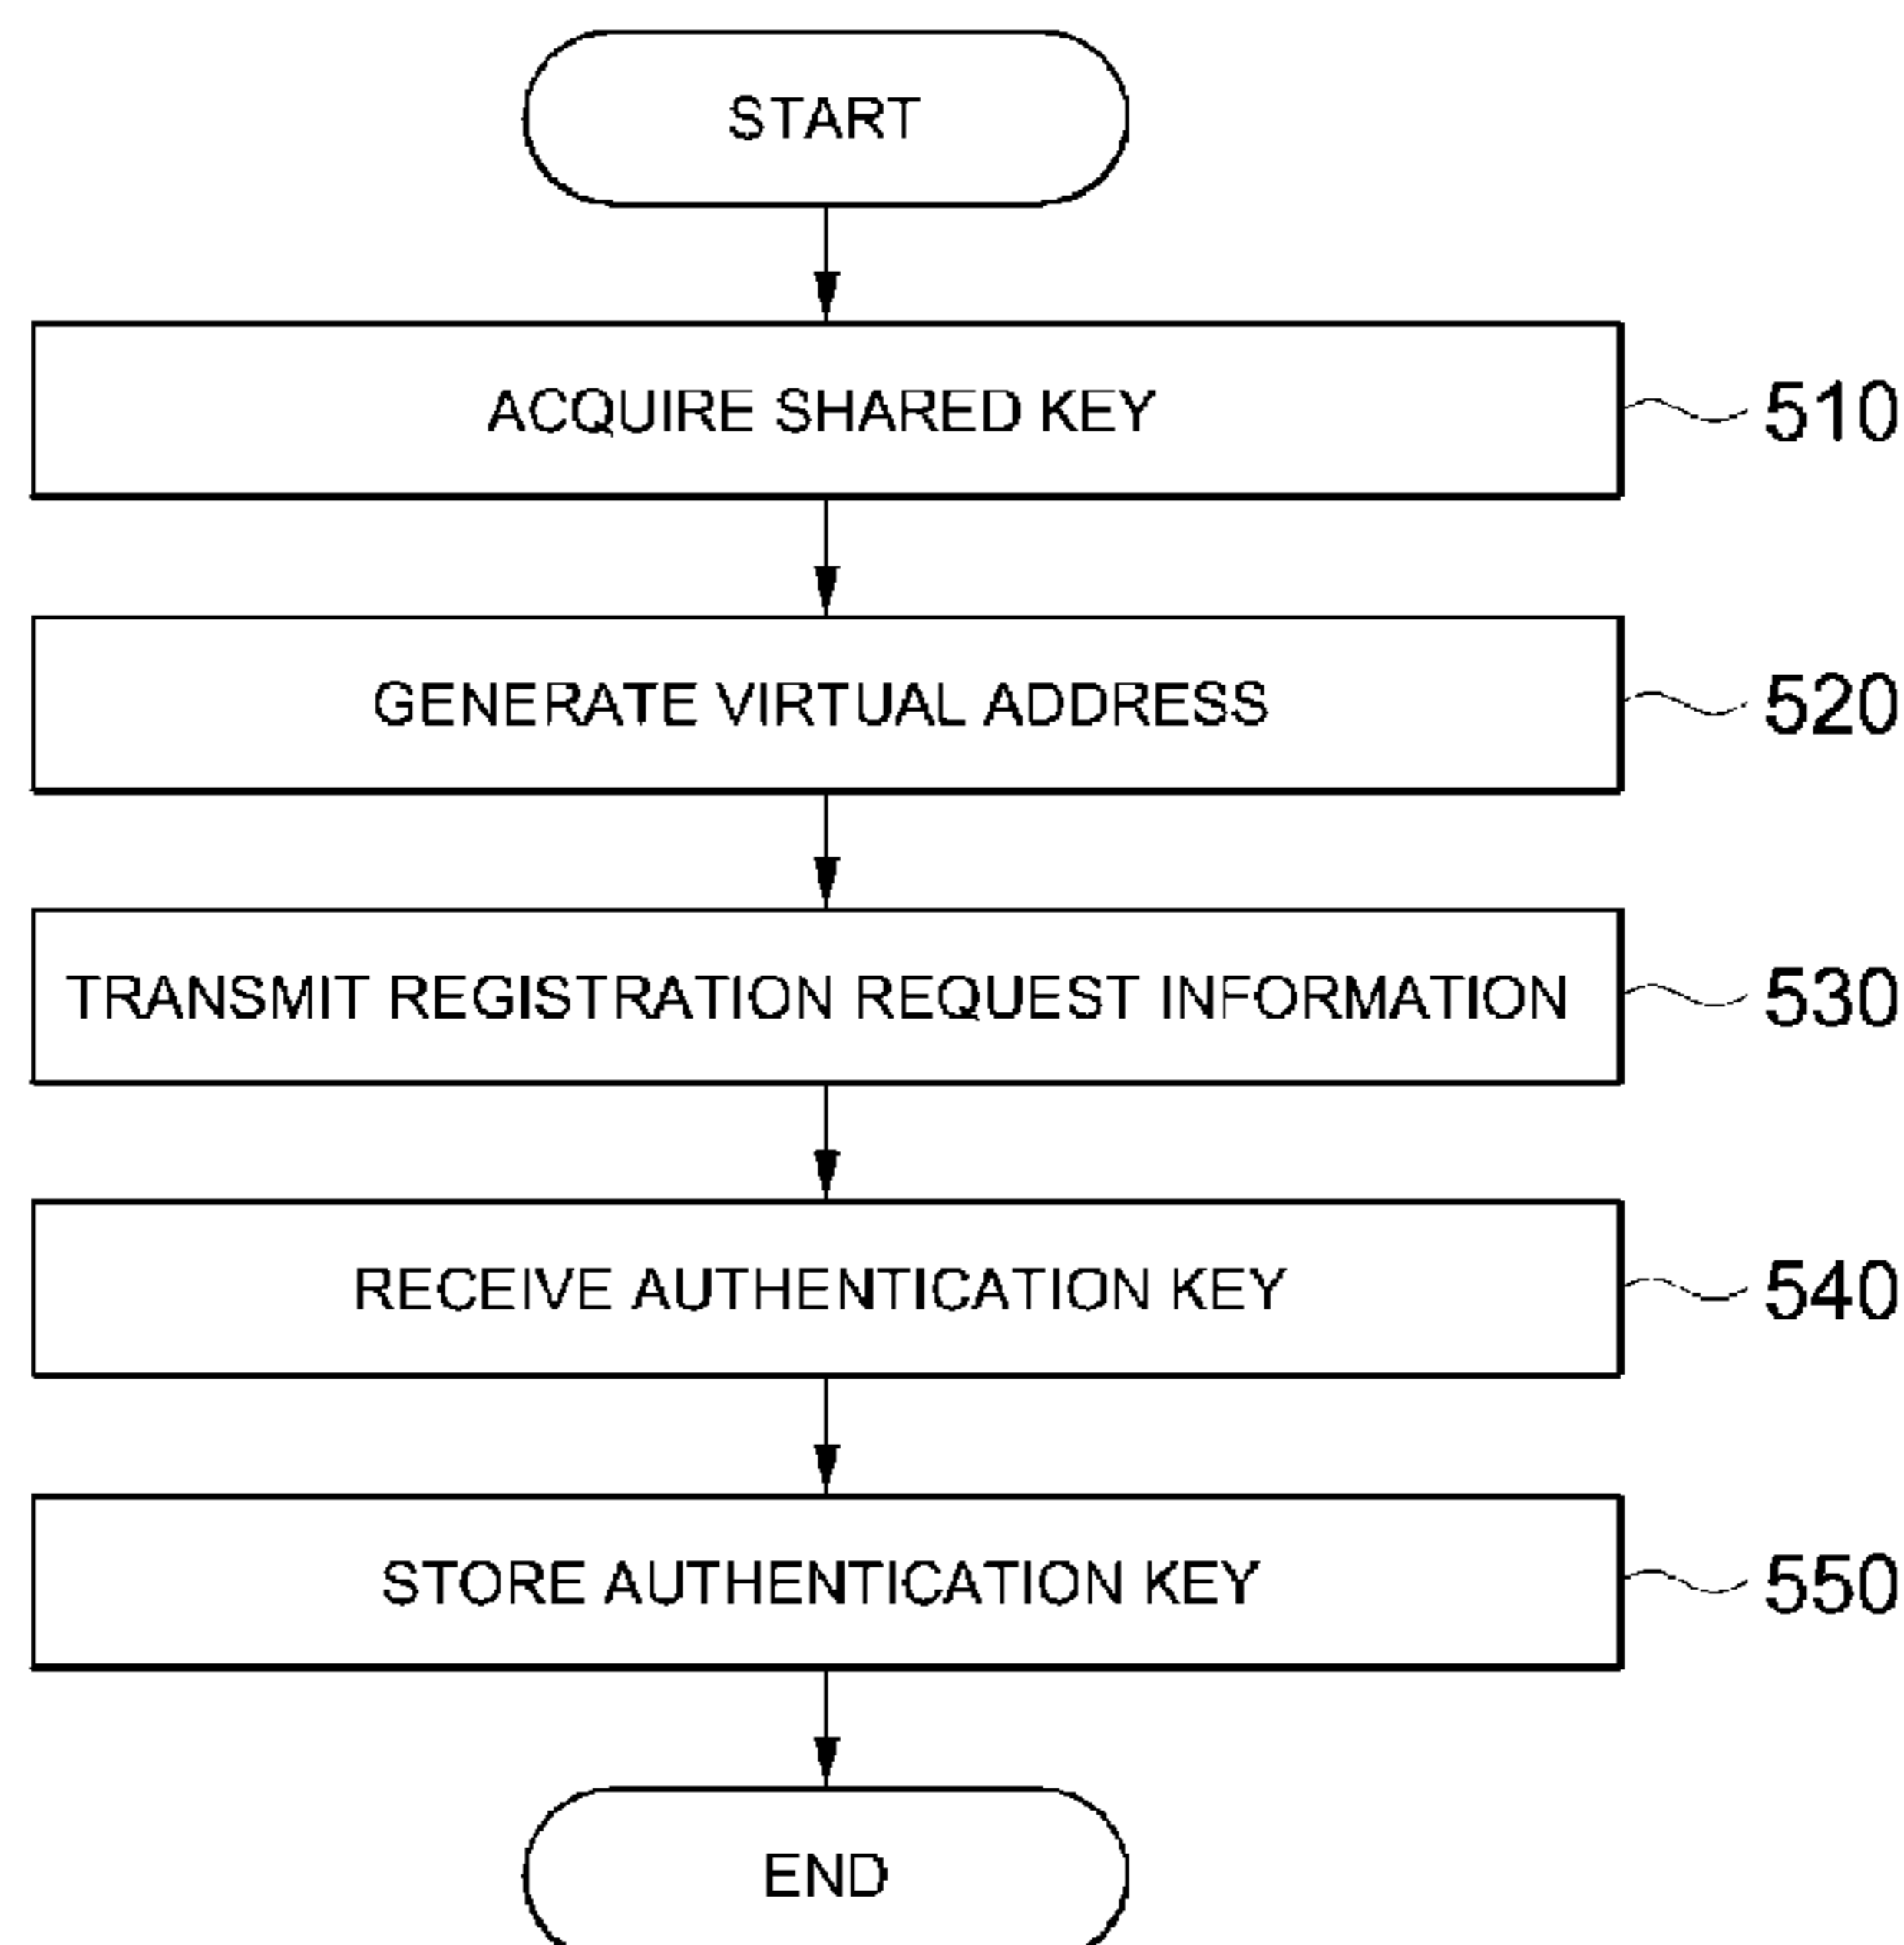 START
ACQUIRE SHARED KEY 510
GENERATE VIRTUAL ADDRESS 520
TRANSMIT REGISTRATION REQUEST INFORMATION 530
RECEIVE AUTHENTICATION KEY 540
STORE AUTHENTICATION KEY 550
END